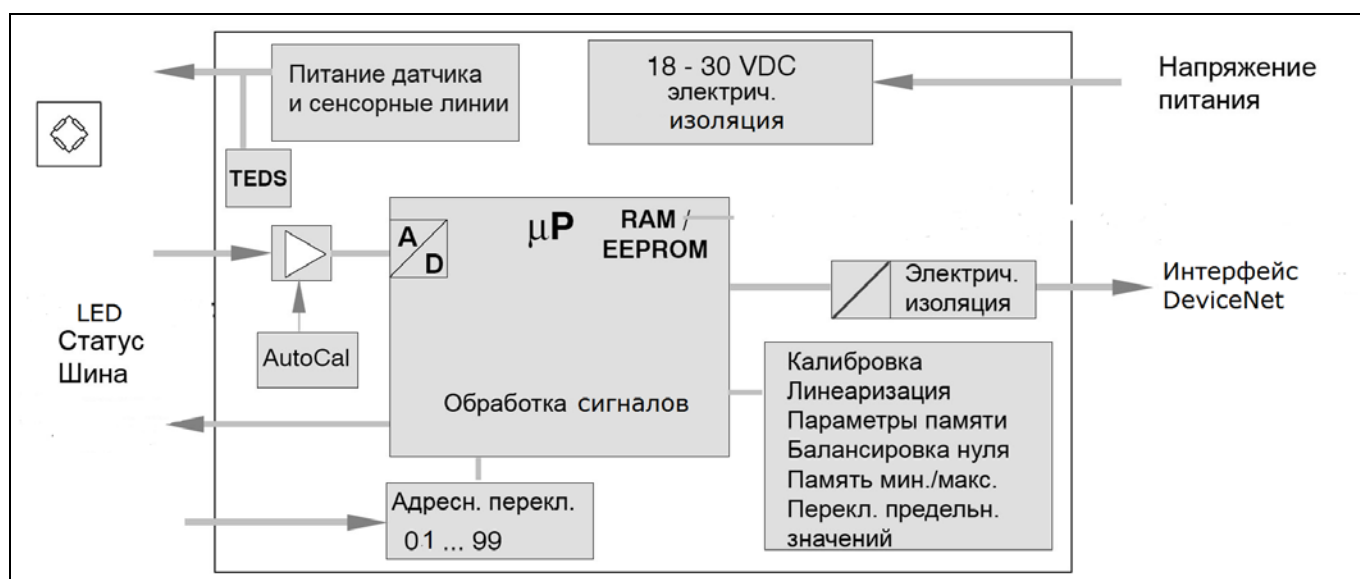 Питание датчика
и сенсорные линии
18 - 30 VDC
электрич.
изоляция
Напряжение
питания
TEDS
A
D
µP
RAM /
EEPROM
Электрич.
изоляция
Интерфейс
DeviceNet
LED
Статус
Шина
AutoCal
Обработка сигналов
Калибровка
Линеаризация
Параметры памяти
Балансировка нуля
Память мин./макс.
Перекл. предельн.
значений
Адресн. перекл.
01 ... 99